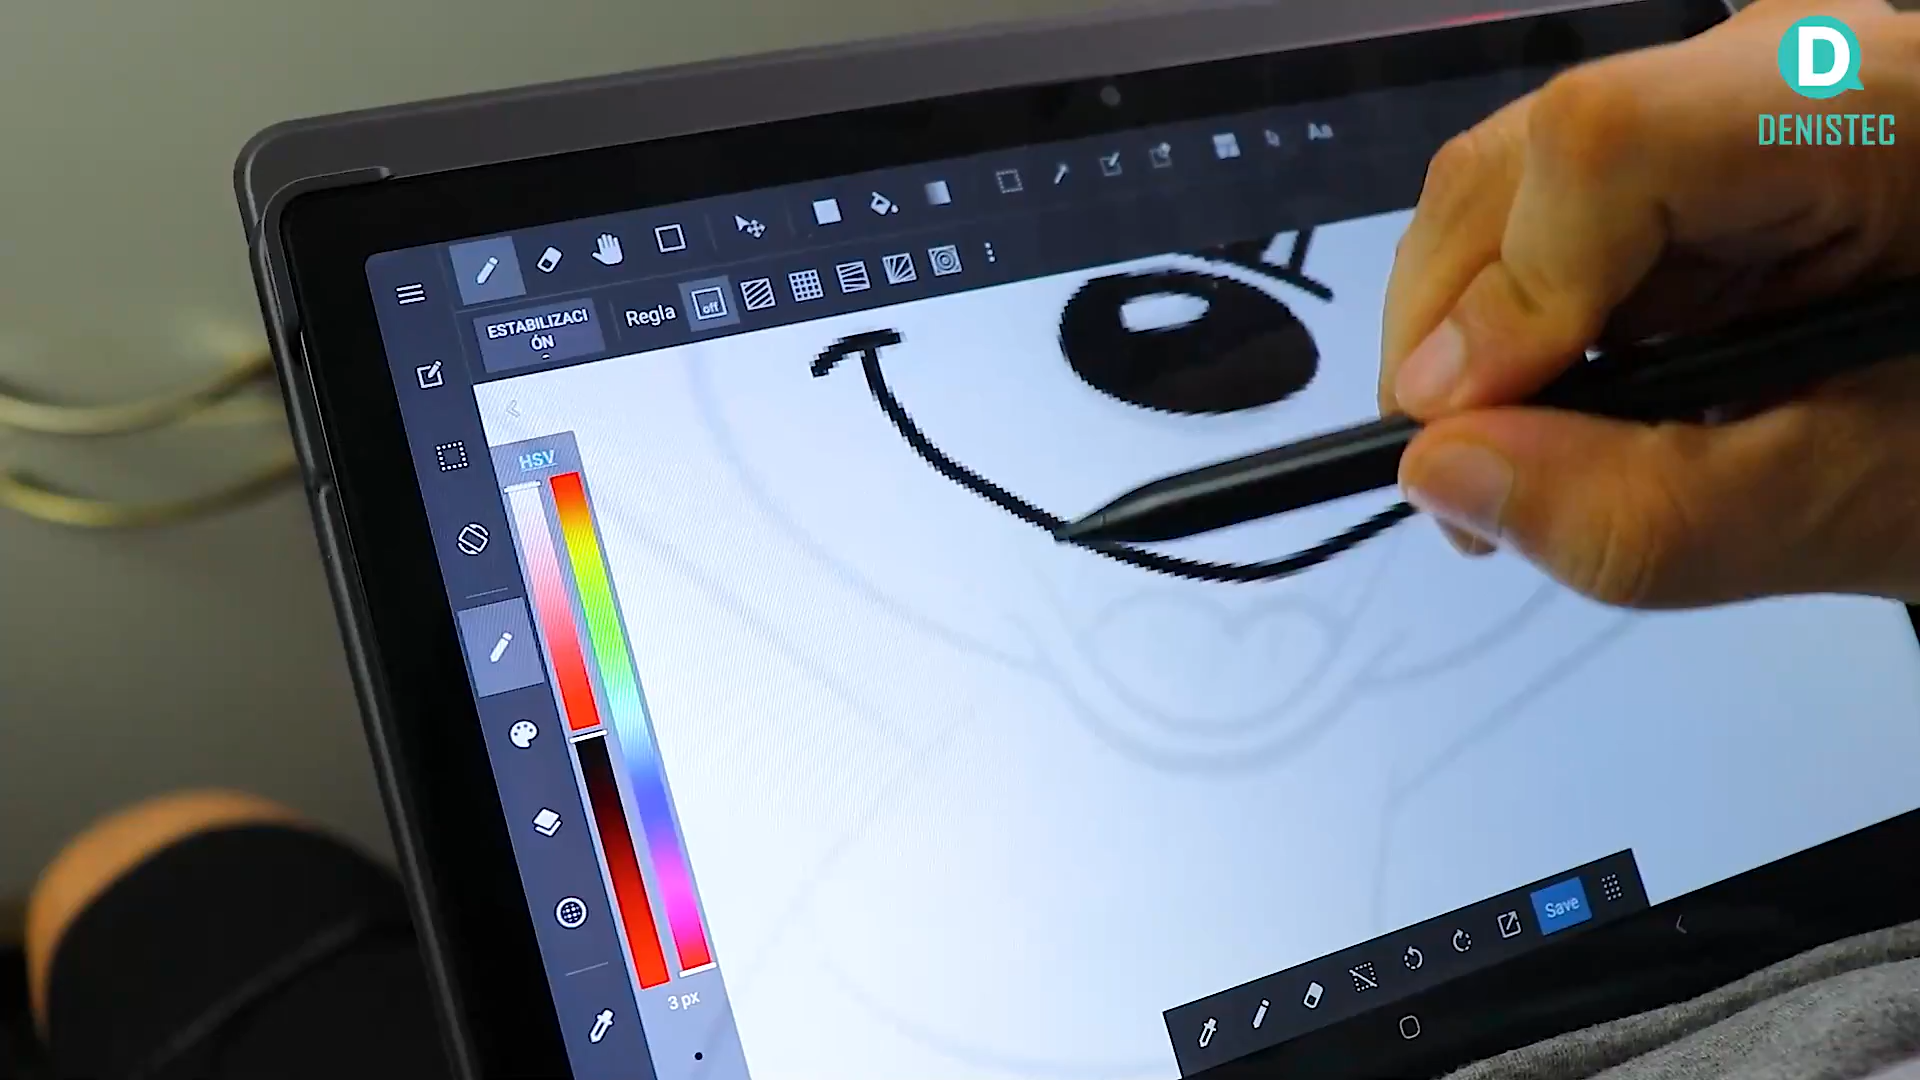 D
DENISTEC
Aa
ESTABILIZACI
ÓN
Regla
off
HSV
3 px
Save